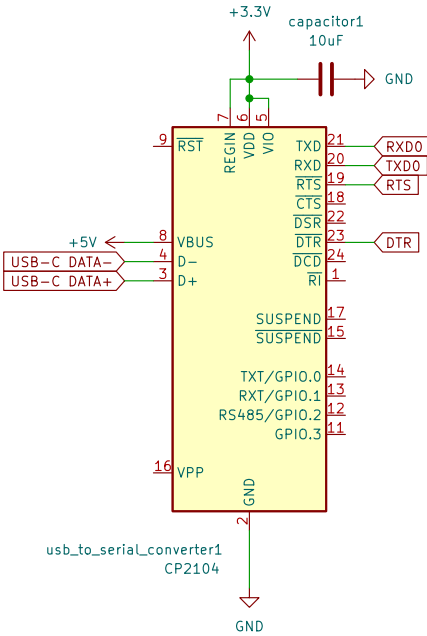 +3.3V
capacitor1
10uF
GND
7
6
5
REGIN
VDD
VIO
9
RST
TXD
21
RXD0
RXD
20
TXD0
RTS
19
RTS
CTS
18
DSR
22
+5V
8
VBUS
DTR
23
DTR
USB-C DATA-
4
D-
DCD
24
USB-C DATA+
3
D+
RI
1
SUSPEND
17
SUSPEND
15
TXT/GPIO.0
14
RXT/GPIO.1
13
RS485/GPIO.2
12
GPIO.3
11
16
VPP
GND
2
usb_to_serial_converter1
CP2104
GND